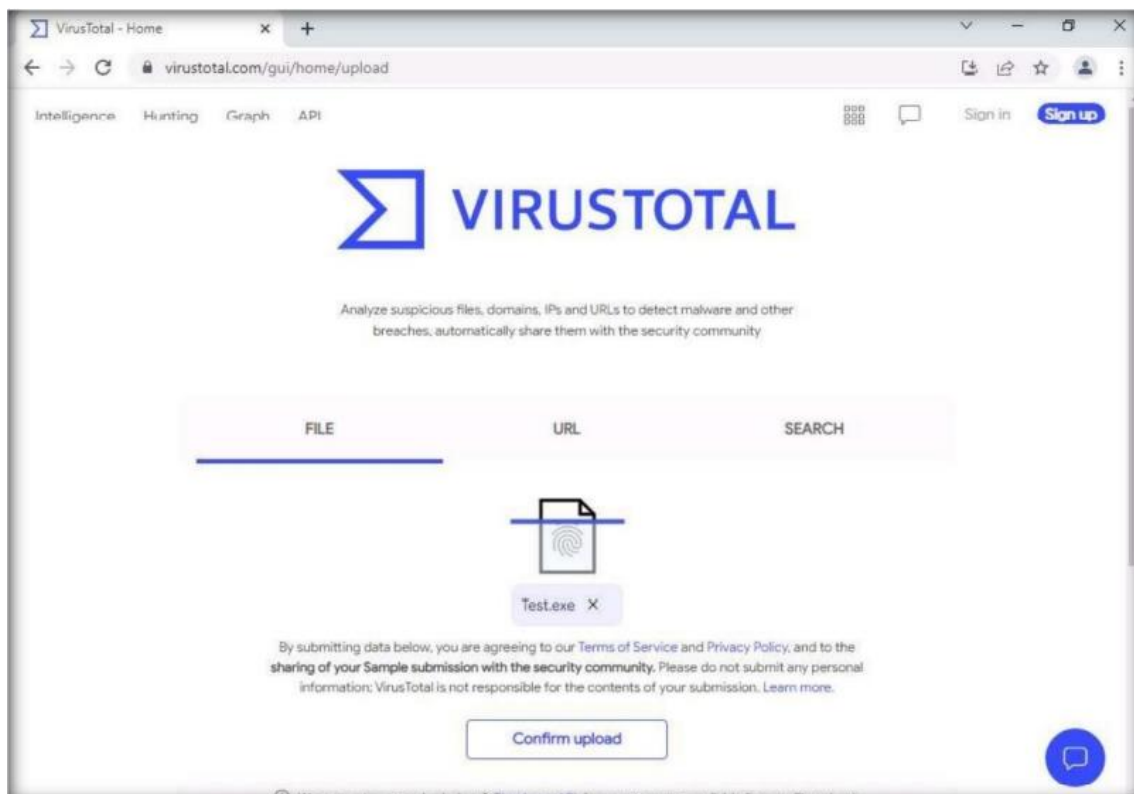 VirusTotal - Home
virustotal.com/gui/home/upload
Intelligence Hunting Graph API Sign in Sign up
VIRUSTOTAL
Analyze suspicious files, domains, IPs and URLs to detect malware and other
breaches, automatically share them with the security community
FILE URL SEARCH
Test.exe
By submitting data below, you are agreeing to our Terms of Service and Privacy Policy, and to the
sharing of your Sample submission with the security community. Please do not submit any personal
information; VirusTotal is not responsible for the contents of your submission. Learn more.
Confirm upload